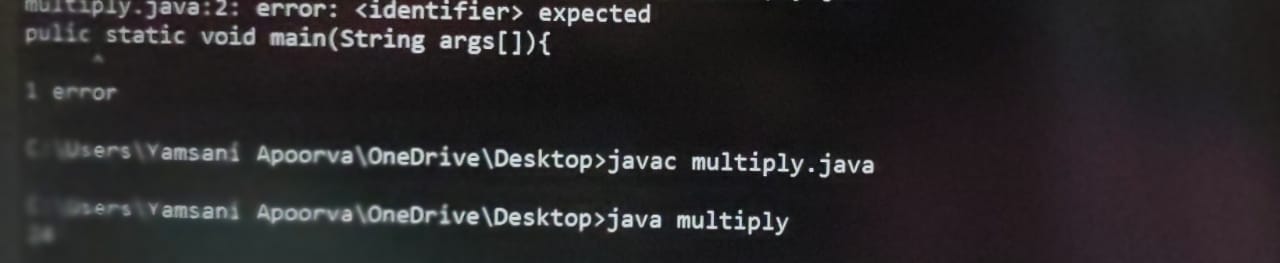 multiply.java:2: error: <identifier> expected
pulic static void main(String args[]){
^
1 error
C:\Users\Yamsani Apoorva\OneDrive\Desktop>javac multiply.java
C:\Users\Yamsani Apoorva\OneDrive\Desktop>java multiply